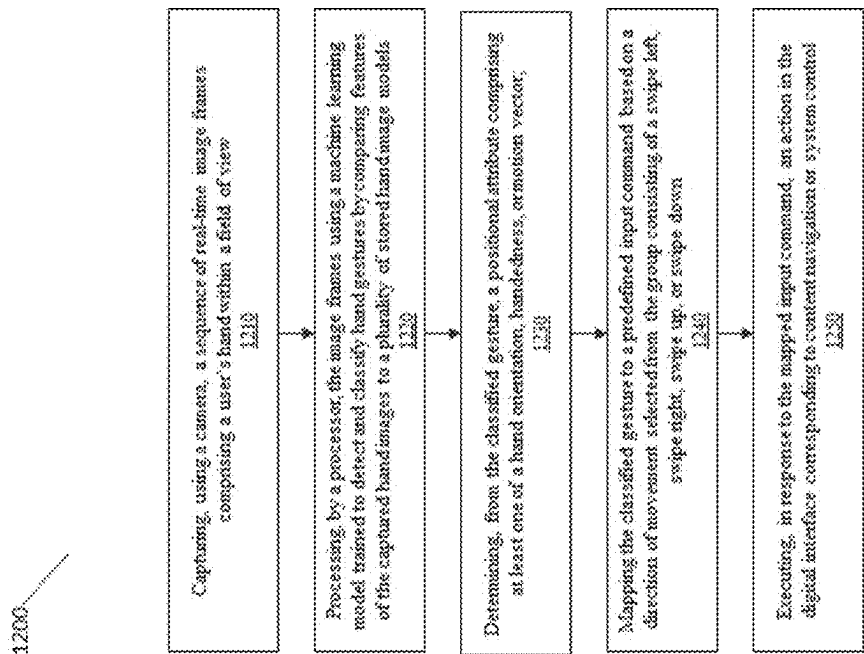 1200
Capturing, using a camera, a sequence of real-time image frames
comprising a user's hand within a field of view
1210
Processing, by a processor, the image frames using a machine learning
model trained to detect and classify hand gestures by comparing features
of the captured hand images to a plurality of stored hand image models
1220
Determining, from the classified gesture, a positional attribute comprising
at least one of a hand orientation, handedness, or motion vector;
1230
Mapping the classified gesture to a predefined input command based on a
direction of movement selected from the group consisting of a swipe left,
swipe right, swipe up, or swipe down
1240
Executing, in response to the mapped input command, an action in the
digital interface corresponding to content navigation or system control
1250